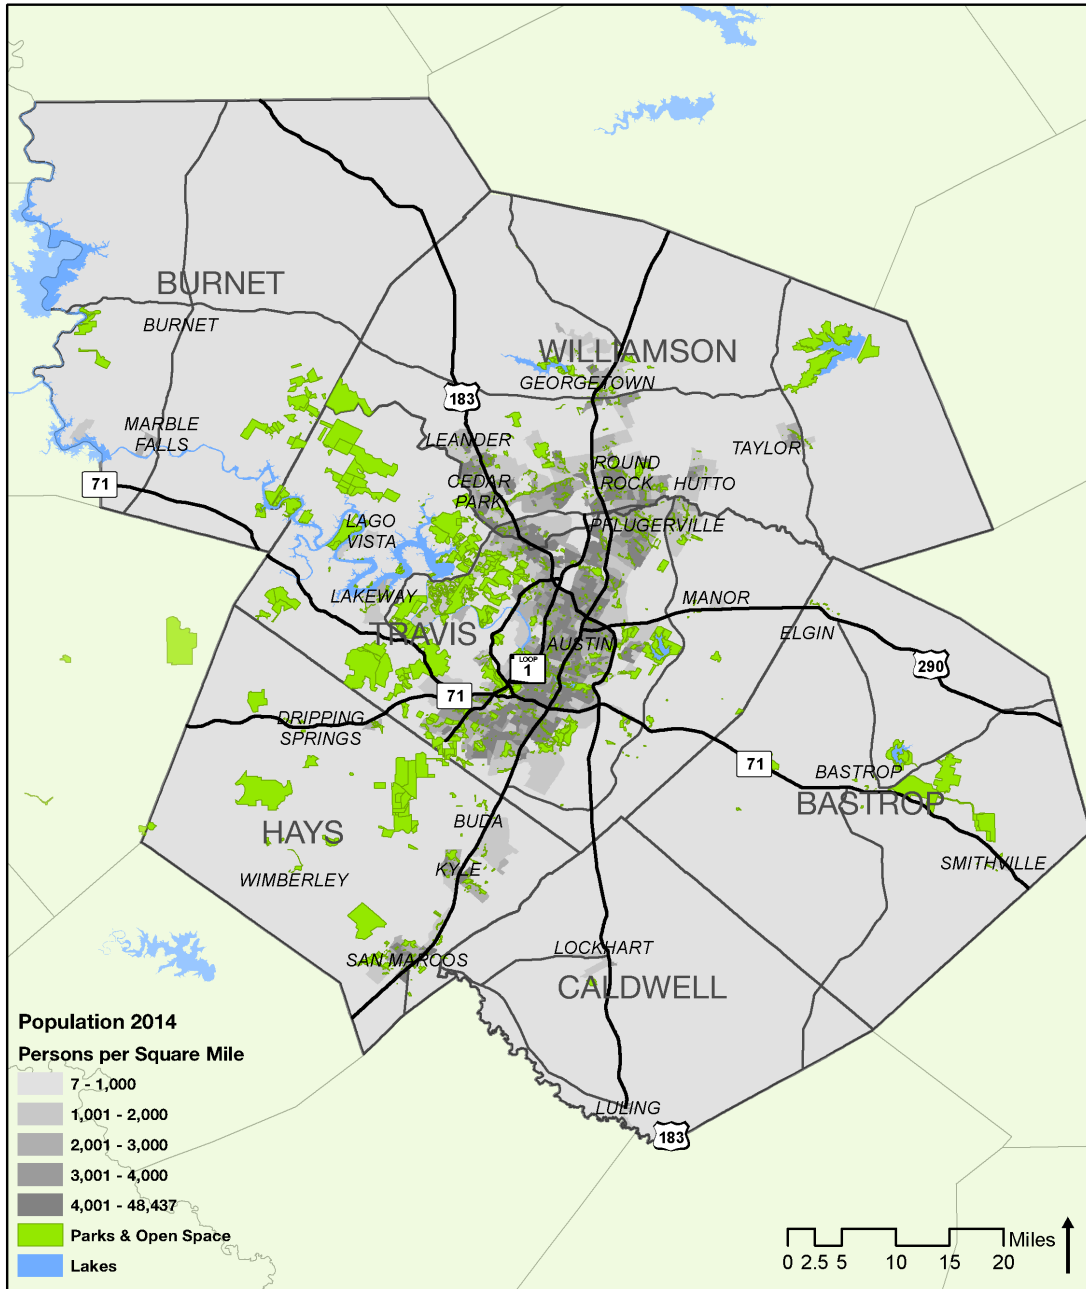 BURNET
BURNET
WILLIAMSON
GEORGETOWN
183
MARBLE
FALLS
LEANDER
TAYLOR
ROUND
ROCK
HUTTO
CEDAR
PARK
71
LAGO
VISTA
PFLUGERVILLE
LAKEWAY
MANOR
TRAVIS
ELGIN
AUSTIN
LOOP
1
290
71
DRIPPING
SPRINGS
71
BASTROP
BASTROP
BUDA
HAYS
KYLE
SMITHVILLE
WIMBERLEY
LOCKHART
SAN MARCOS
CALDWELL
LULING
183
Population 2014
Persons per Square Mile
7 - 1,000
1,001 - 2,000
2,001 - 3,000
3,001 - 4,000
4,001 - 48,437
Parks & Open Space
Lakes
Miles
0 2.5 5 10 15 20